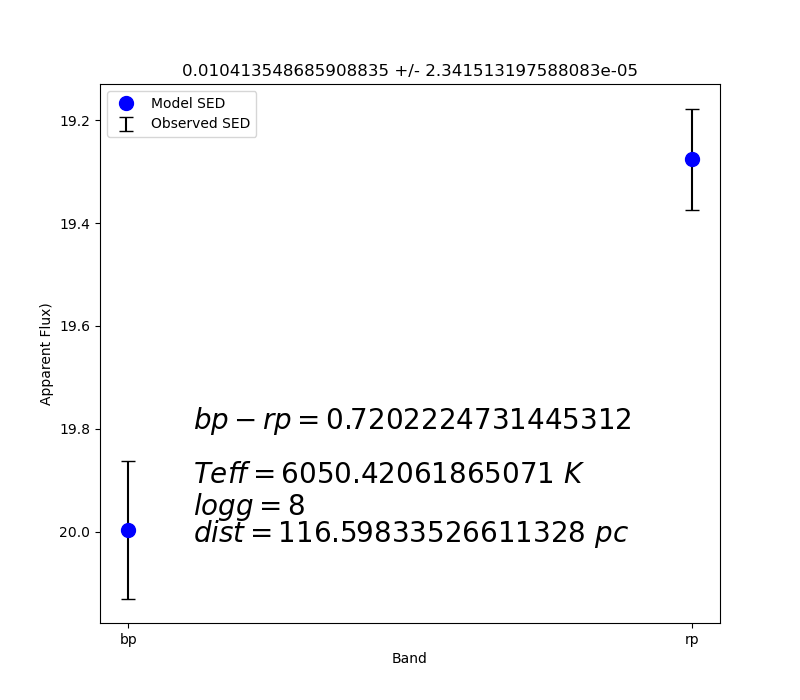 0.010413548685908835 +/- 2.341513197588083e-05
Model SED
Observed SED
19.2
19.4
19.6
19.8
20.0
Apparent Flux)
bp − rp = 0.7202224731445312
Teff = 6050.42061865071 K
logg = 8
dist = 116.59833526611328 pc
bp
rp
Band